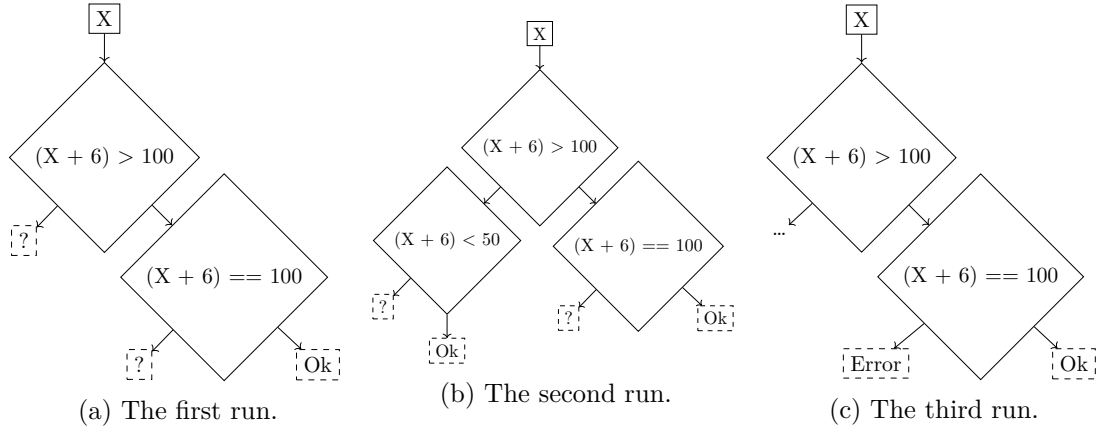 X
(X + 6) > 100
?
(X + 6) == 100
?
Ok
(a) The first run.
X
(X + 6) > 100
(X + 6) < 50
(X + 6) == 100
?
Ok
?
Ok
(b) The second run.
X
(X + 6) > 100
...
(X + 6) == 100
Error
Ok
(c) The third run.